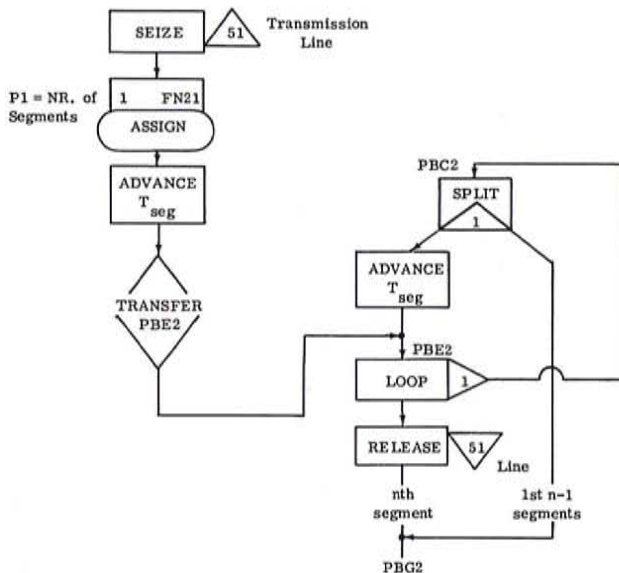 SEIZE
51
Transmission
Line
P1 = NR. of
Segments
1 FN21
ASSIGN
ADVANCE
T seg
TRANSFER
PBE2
PBC2
SPLIT
1
ADVANCE
T seg
PBE2
LOOP
1
RELEASE
51
Line
nth
segment
1st n-1
segments
PBG2